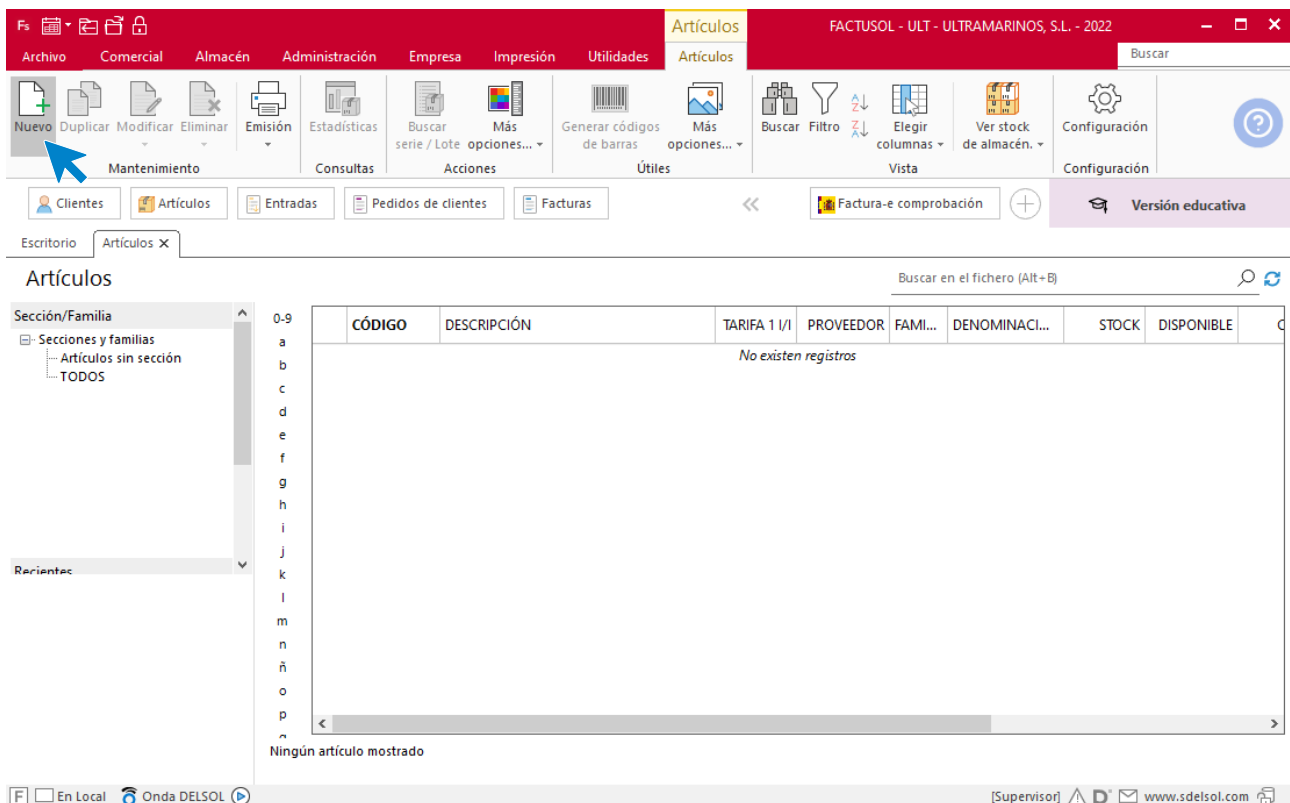 Fs
Artículos
FACTUSOL - ULT - ULTRAMARINOS, S.L. - 2022
Archivo Comercial Almacén Administración Empresa Impresión Utilidades Artículos Buscar
Nuevo Duplicar Modificar Eliminar Emisión Estadísticas Buscar serie / Lote Más opciones... Generar códigos de barras Más opciones... Buscar Filtro Elegir columnas Ver stock de almacén. Configuración
Mantenimiento Consultas Acciones Útiles Vista Configuración
Clientes Artículos Entradas Pedidos de clientes Facturas Factura-e comprobación Versión educativa
Escritorio Artículos
Artículos
Buscar en el fichero (Alt+B)
Sección/Familia
Secciones y familias
Artículos sin sección
TODOS
Recientes
0-9
a
b
c
d
e
f
g
h
i
j
k
l
m
n
ñ
o
p
CÓDIGO DESCRIPCIÓN TARIFA 1 I/I PROVEEDOR FAMI... DENOMINACI... STOCK DISPONIBLE
No existen registros
Ningún artículo mostrado
F En Local Onda DELSOL [Supervisor] D www.sdelsol.com